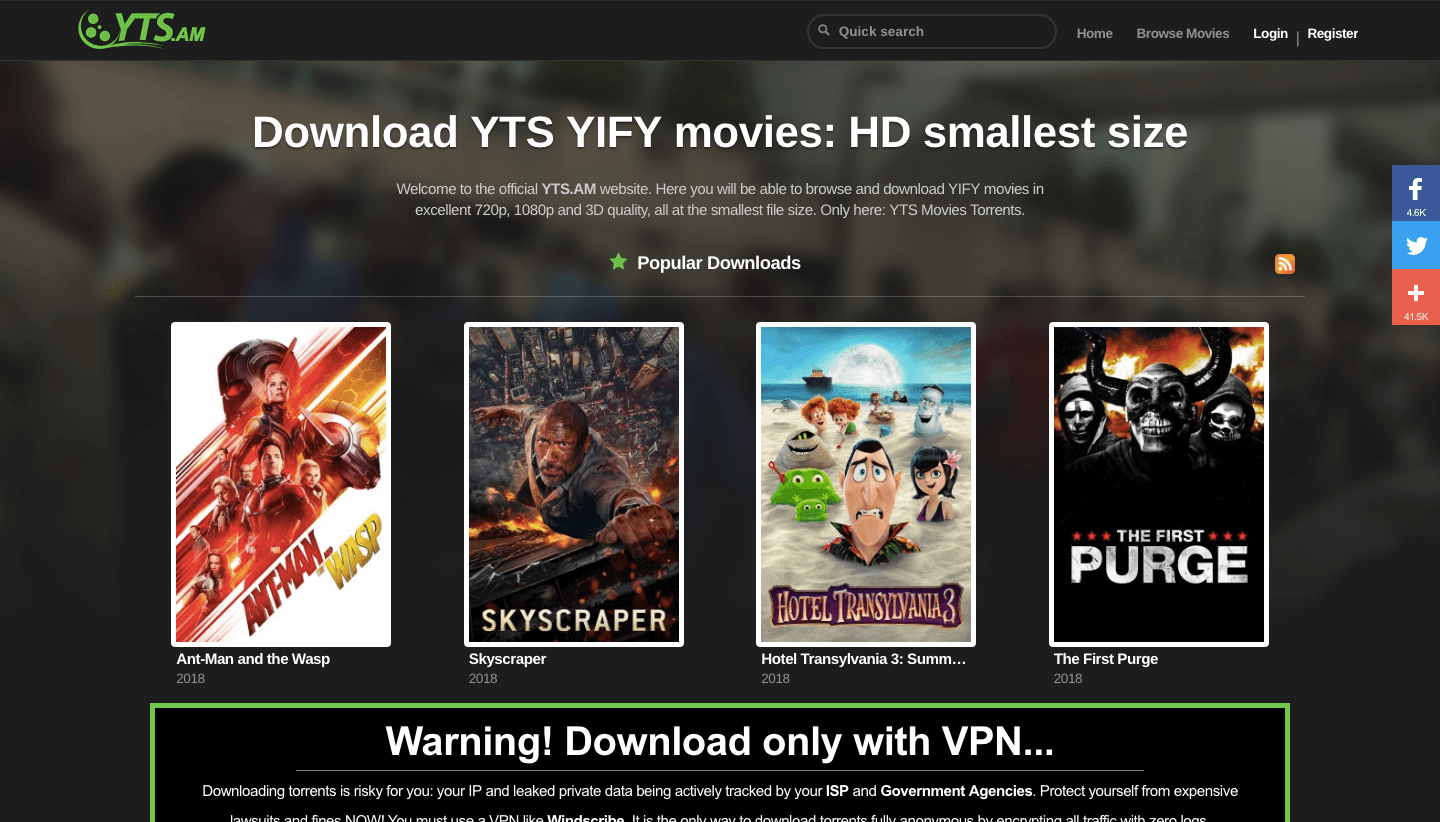 YTS.AM
Quick search
Home
Browse Movies
Login | Register
Download YTS YIFY movies: HD smallest size
Welcome to the official YTS.AM website. Here you will be able to browse and download YIFY movies in
excellent 720p, 1080p and 3D quality, all at the smallest file size. Only here: YTS Movies Torrents.
4.6K
41.5K
Popular Downloads
ANT-MAN
AND THE
WASP
SKYSCRAPER
HOTEL TRANSYLVANIA 3
THE FIRST
PURGE
Ant-Man and the Wasp
2018
Skyscraper
2018
Hotel Transylvania 3: Summ…
2018
The First Purge
2018
Warning! Download only with VPN...
Downloading torrents is risky for you: your IP and leaked private data being actively tracked by your ISP and Government Agencies. Protect yourself from expensive
lawsuits and fines NOW! You must use a VPN like Windscribe. It is the only way to download torrents fully anonymous by encrypting all traffic with zero logs.